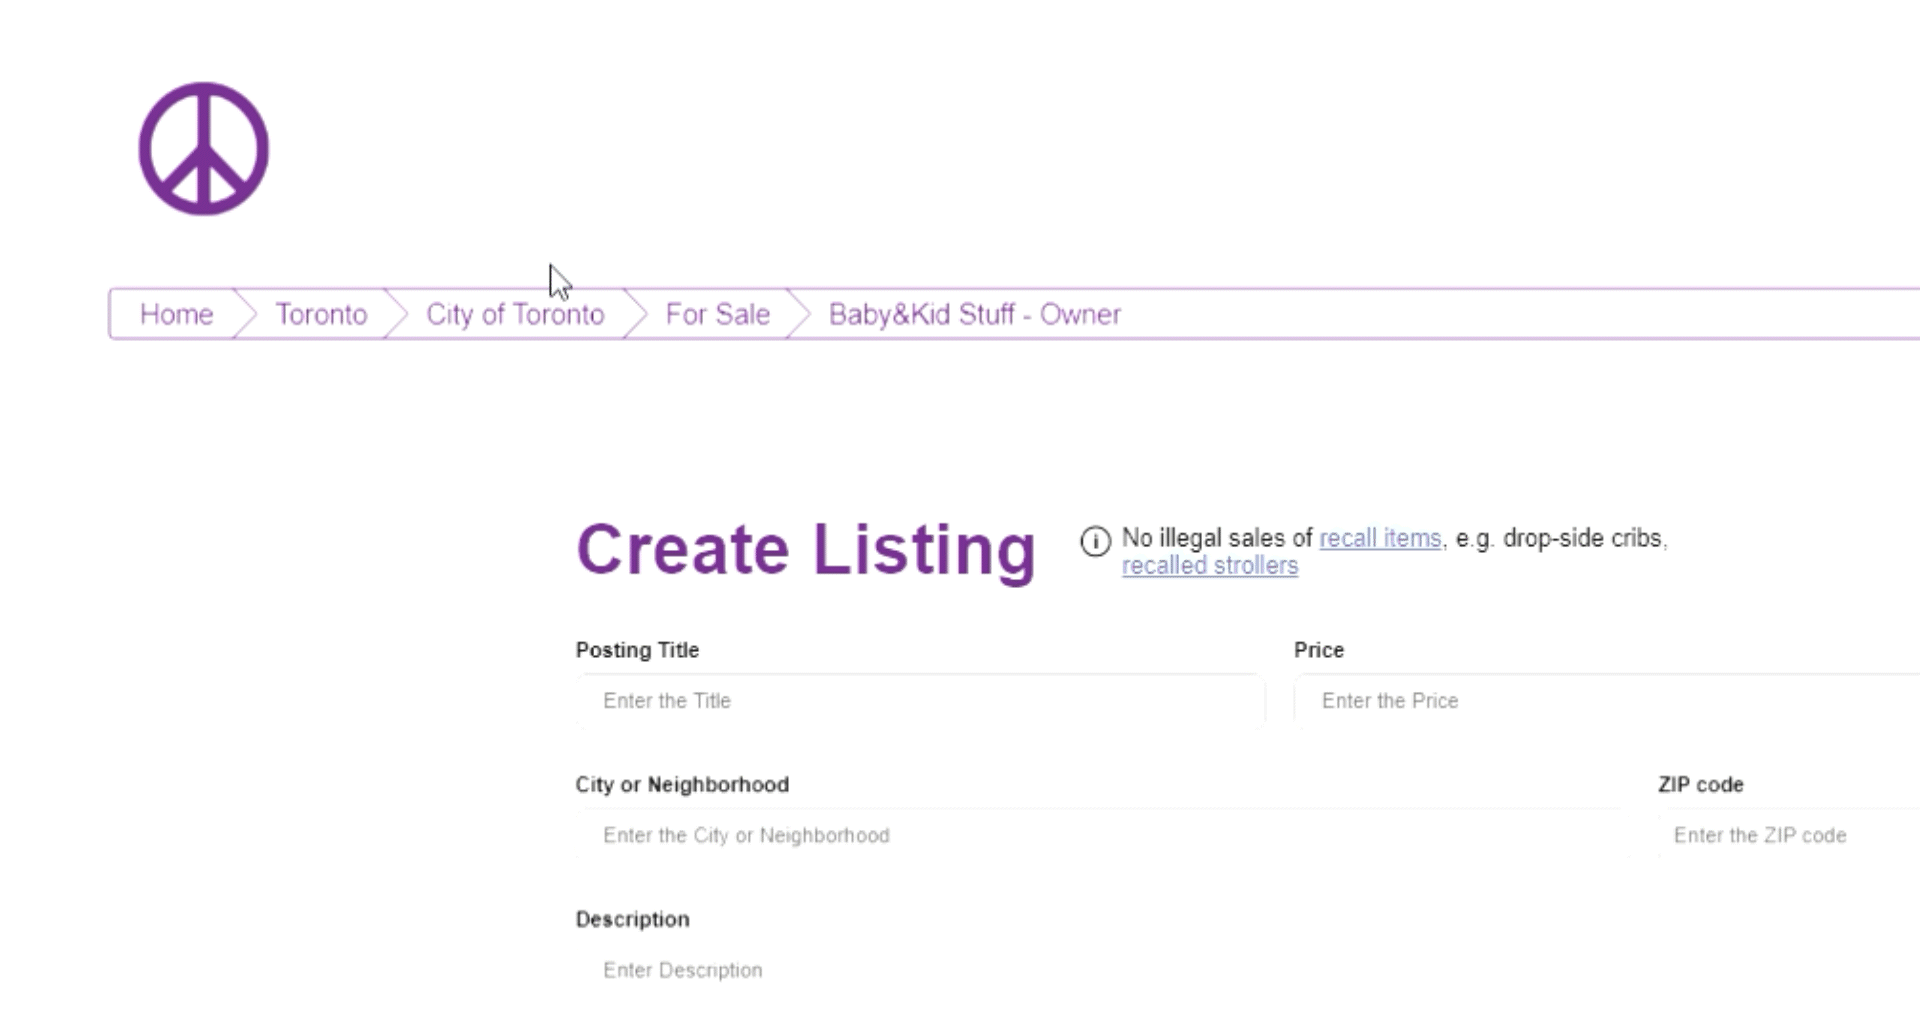 Home Toronto City of Toronto For Sale Baby&Kid Stuff - Owner
Create Listing
No illegal sales of recall items, e.g. drop-side cribs,
recalled strollers
Posting Title Price
Enter the Title Enter the Price
City or Neighborhood ZIP code
Enter the City or Neighborhood Enter the ZIP code
Description
Enter Description